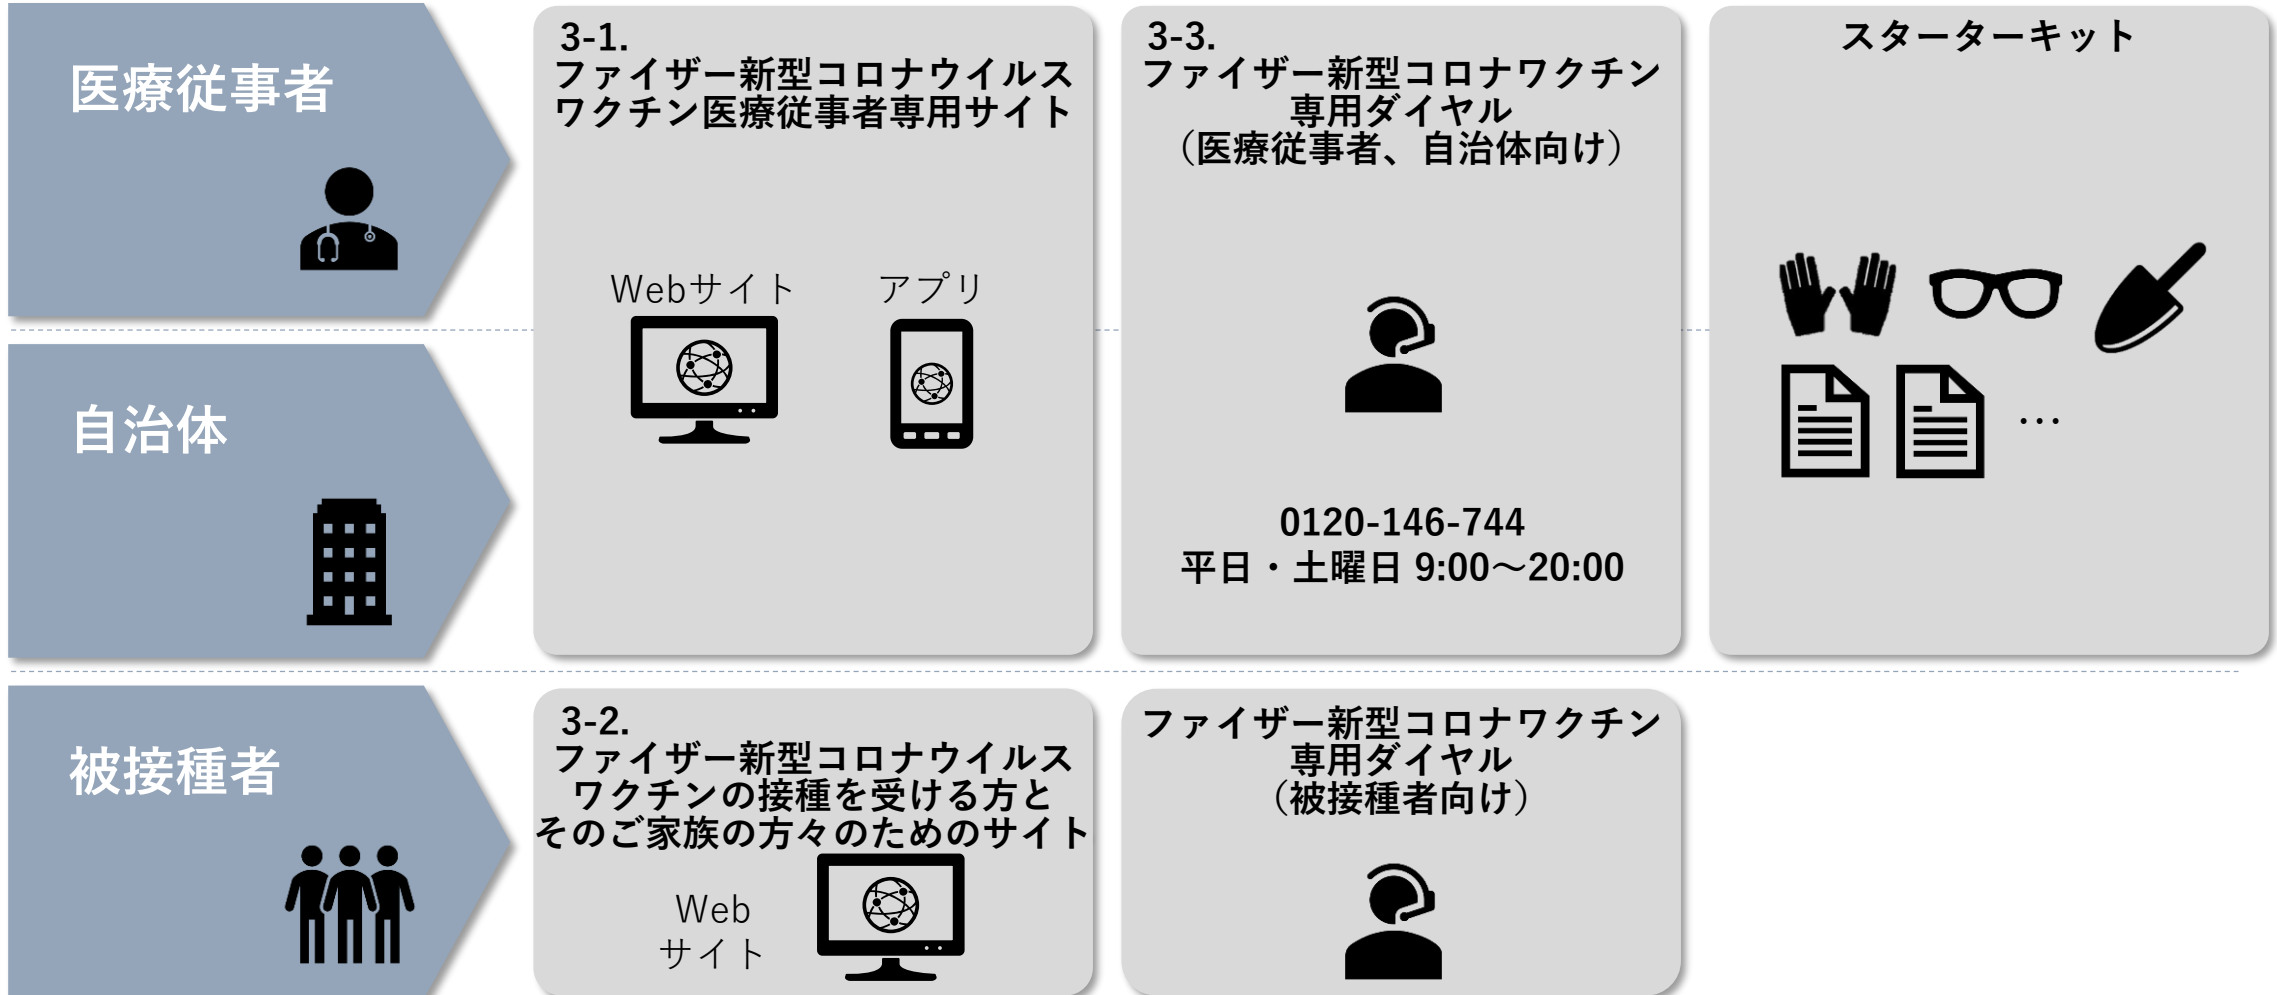 医療従事者
3-1.
ファイザー新型コロナウイルス
ワクチン医療従事者専用サイト
Webサイト
アプリ
3-3.
ファイザー新型コロナワクチン
専用ダイヤル
（医療従事者、自治体向け）
0120-146-744
平日・土曜日 9:00～20:00
スターターキット
…
自治体
被接種者
3-2.
ファイザー新型コロナウイルス
ワクチンの接種を受ける方と
そのご家族の方々のためのサイト
Web
サイト
ファイザー新型コロナワクチン
専用ダイヤル
（被接種者向け）